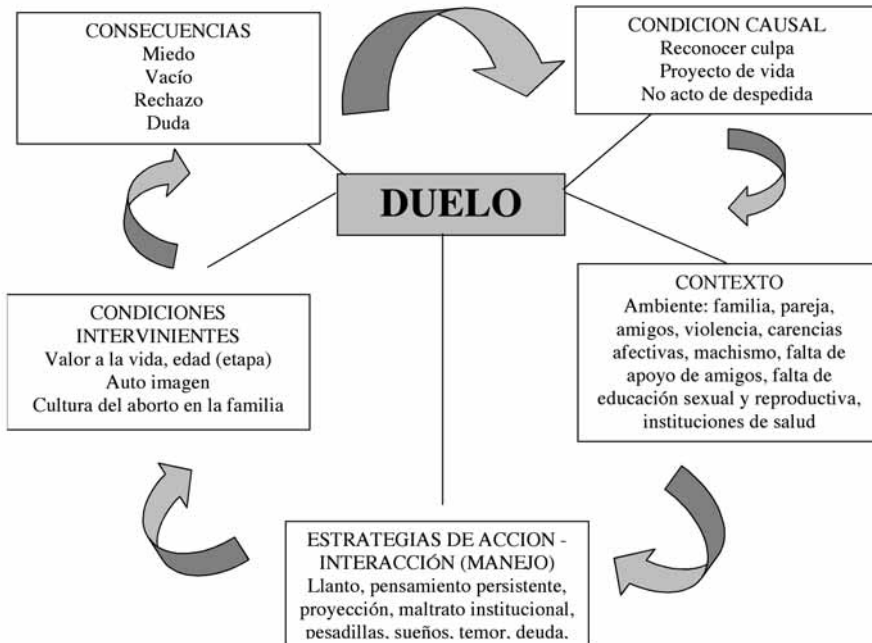 CONSECUENCIAS
Miedo
Vacío
Rechazo
Duda
CONDICION CAUSAL
Reconocer culpa
Proyecto de vida
No acto de despedida
DUELO
CONDICIONES
INTERVINIENTES
Valor a la vida, edad (etapa)
Auto imagen
Cultura del aborto en la familia
CONTEXTO
Ambiente: familia, pareja,
amigos, violencia, carencias
afectivas, machismo, falta de
apoyo de amigos, falta de
educación sexual y reproductiva,
instituciones de salud
ESTRATEGIAS DE ACCION -
INTERACCIÓN (MANEJO)
Llanto, pensamiento persistente,
proyección, maltrato institucional,
pesadillas, sueños, temor, deuda,